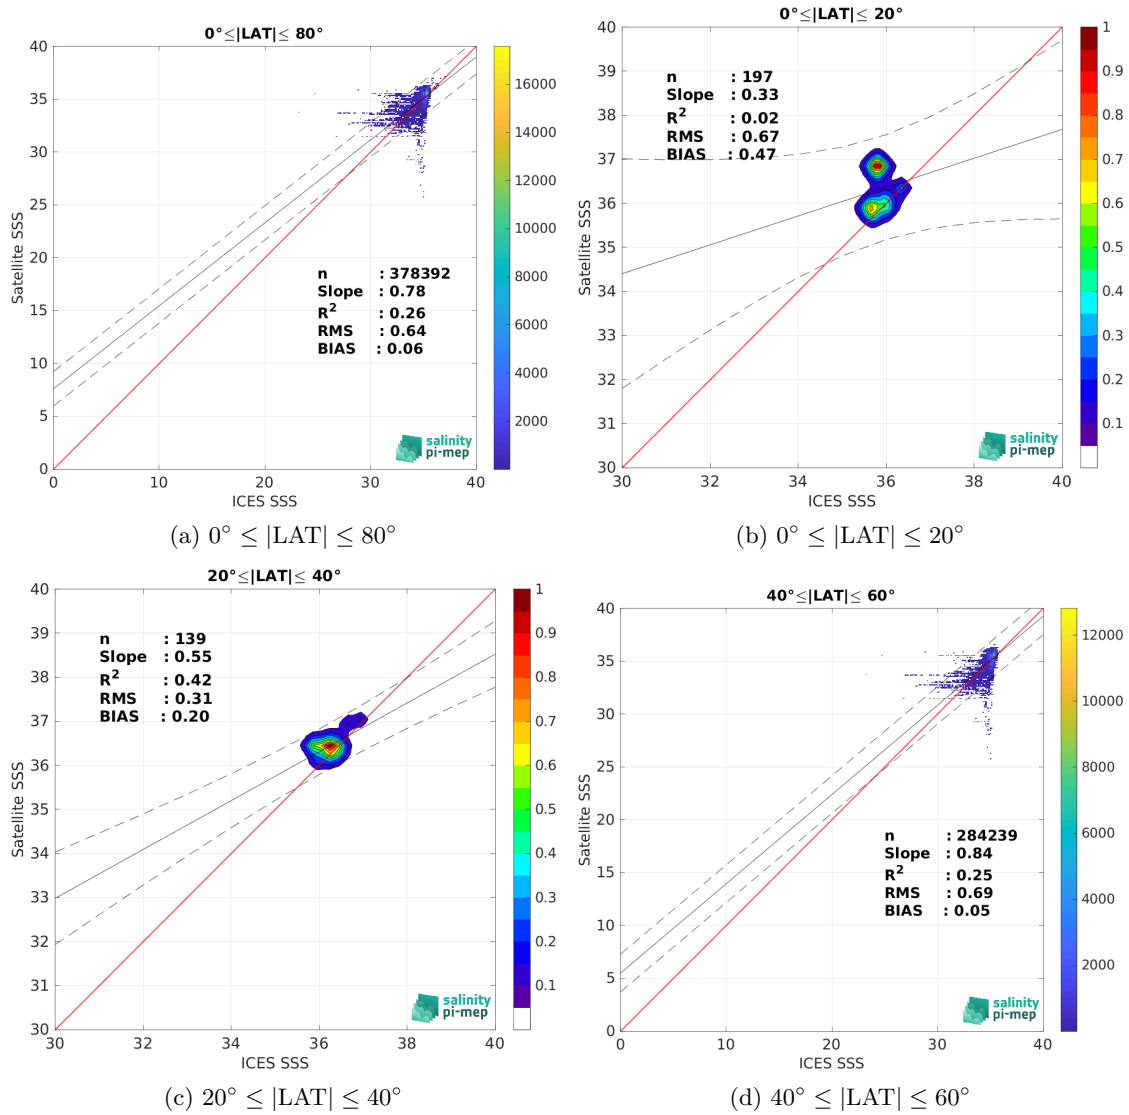 0°≤|LAT|≤ 80°
40
35
30
25
20
15
10
5
0
Satellite SSS
n : 378392
Slope : 0.78
R² : 0.26
RMS : 0.64
BIAS : 0.06
salinity
pi-mep
0 10 20 30 40
ICES SSS
16000
14000
12000
10000
8000
6000
4000
2000
(a) 0° ≤ |LAT| ≤ 80°
0°≤|LAT|≤ 20°
40
39
38
37
36
35
34
33
32
31
30
Satellite SSS
n : 197
Slope : 0.33
R² : 0.02
RMS : 0.67
BIAS : 0.47
salinity
pi-mep
30 32 34 36 38 40
ICES SSS
1
0.9
0.8
0.7
0.6
0.5
0.4
0.3
0.2
0.1
(b) 0° ≤ |LAT| ≤ 20°
20°≤|LAT|≤ 40°
40
39
38
37
36
35
34
33
32
31
30
Satellite SSS
n : 139
Slope : 0.55
R² : 0.42
RMS : 0.31
BIAS : 0.20
salinity
pi-mep
30 32 34 36 38 40
ICES SSS
1
0.9
0.8
0.7
0.6
0.5
0.4
0.3
0.2
0.1
(c) 20° ≤ |LAT| ≤ 40°
40°≤|LAT|≤ 60°
40
35
30
25
20
15
10
5
0
Satellite SSS
n : 284239
Slope : 0.84
R² : 0.25
RMS : 0.69
BIAS : 0.05
salinity
pi-mep
0 10 20 30 40
ICES SSS
12000
10000
8000
6000
4000
2000
(d) 40° ≤ |LAT| ≤ 60°